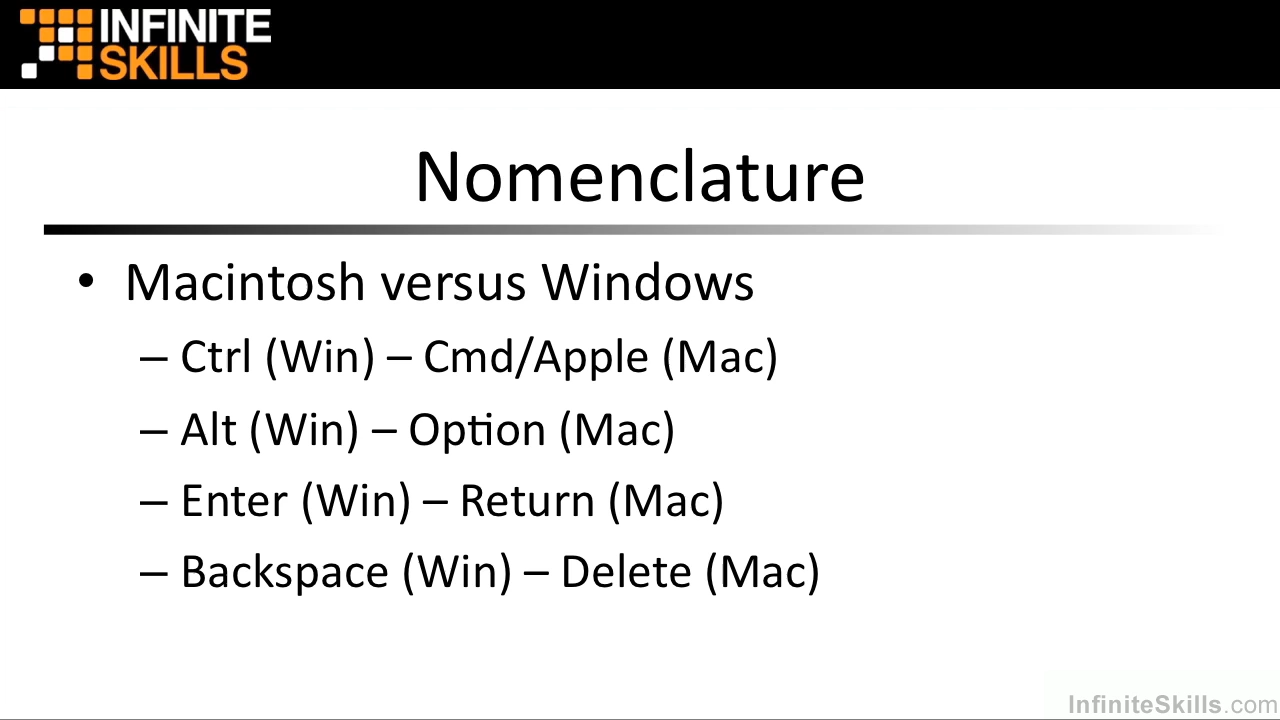 INFINITE
SKILLS
Nomenclature
• Macintosh versus Windows
– Ctrl (Win) – Cmd/Apple (Mac)
– Alt (Win) – Option (Mac)
– Enter (Win) – Return (Mac)
– Backspace (Win) – Delete (Mac)
InfiniteSkills.com